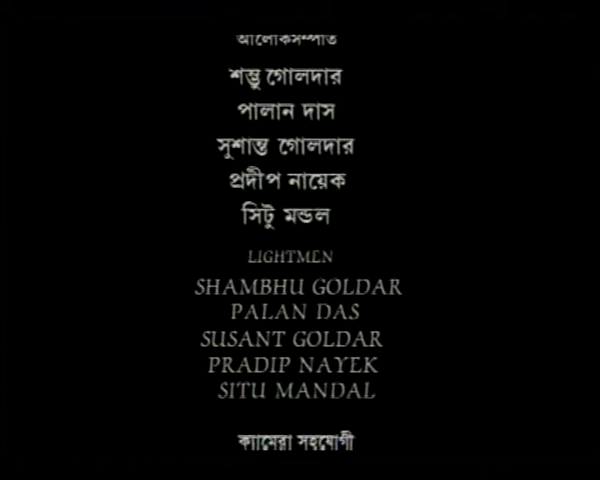 আলোকসম্পাত
শম্ভু গোলদার
পালান দাস
সুশান্ত গোলদার
প্রদীপ নায়েক
সিটু মন্ডল
LIGHTMEN
SHAMBHU GOLDAR
PALAN DAS
SUSANT GOLDAR
PRADIP NAYEK
SITU MANDAL
ক্যামেরা সহযোগী